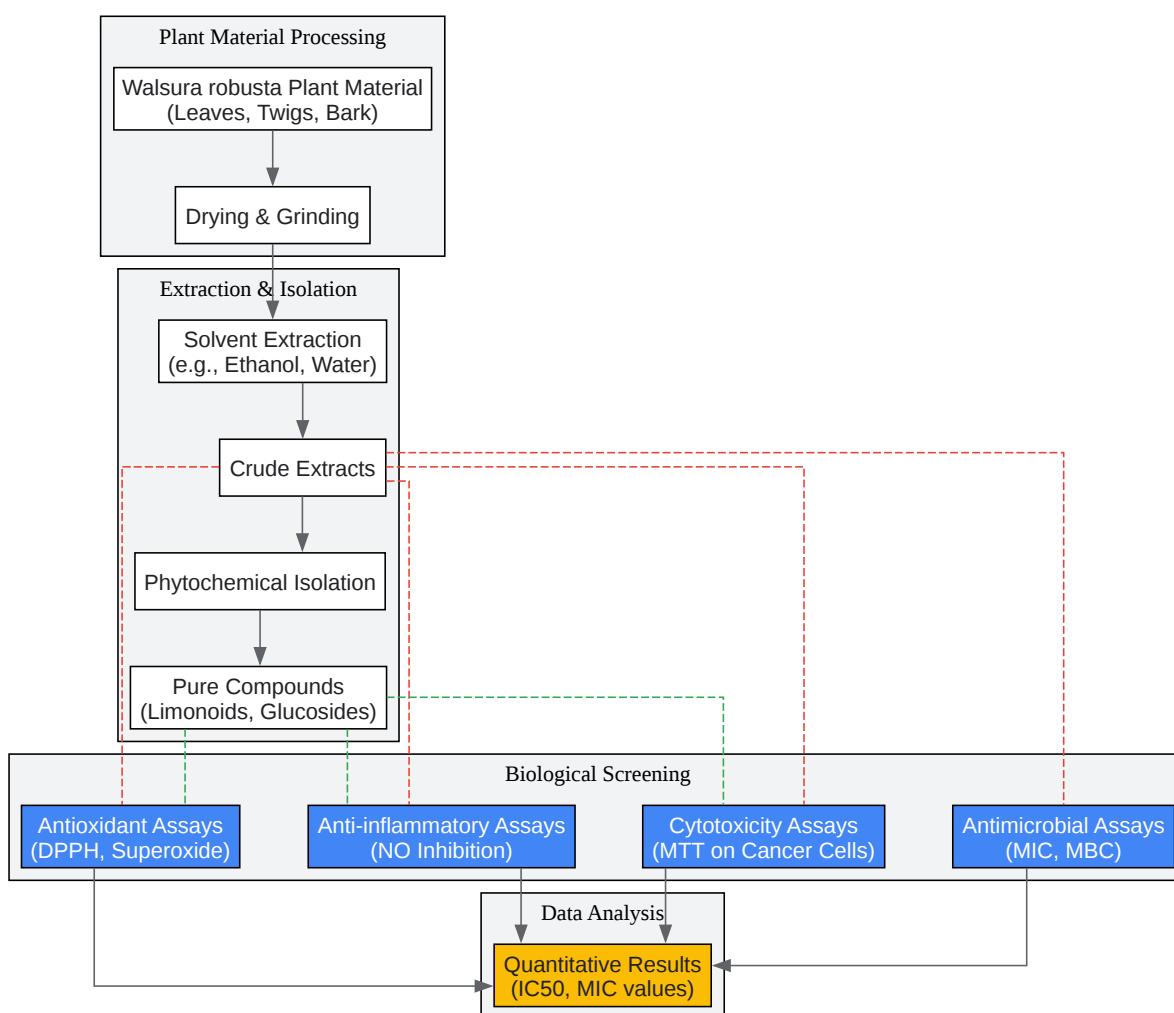 Plant Material Processing
Walsura robusta Plant Material
(Leaves, Twigs, Bark)
Drying & Grinding
Extraction & Isolation
Solvent Extraction
(e.g., Ethanol, Water)
Crude Extracts
Phytochemical Isolation
Pure Compounds
(Limonoids, Glucosides)
Biological Screening
Antioxidant Assays
(DPPH, Superoxide)
Anti-inflammatory Assays
(NO Inhibition)
Cytotoxicity Assays
(MTT on Cancer Cells)
Antimicrobial Assays
(MIC, MBC)
Data Analysis
Quantitative Results
(IC50, MIC values)